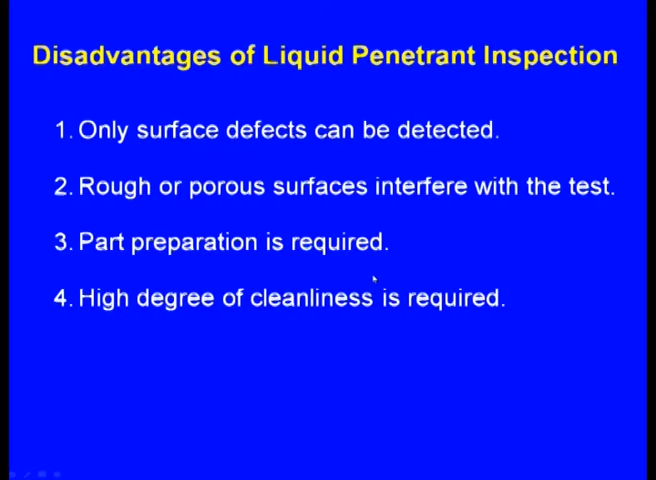 Disadvantages of Liquid Penetrant Inspection
1. Only surface defects can be detected.
2. Rough or porous surfaces interfere with the test.
3. Part preparation is required.
4. High degree of cleanliness is required.